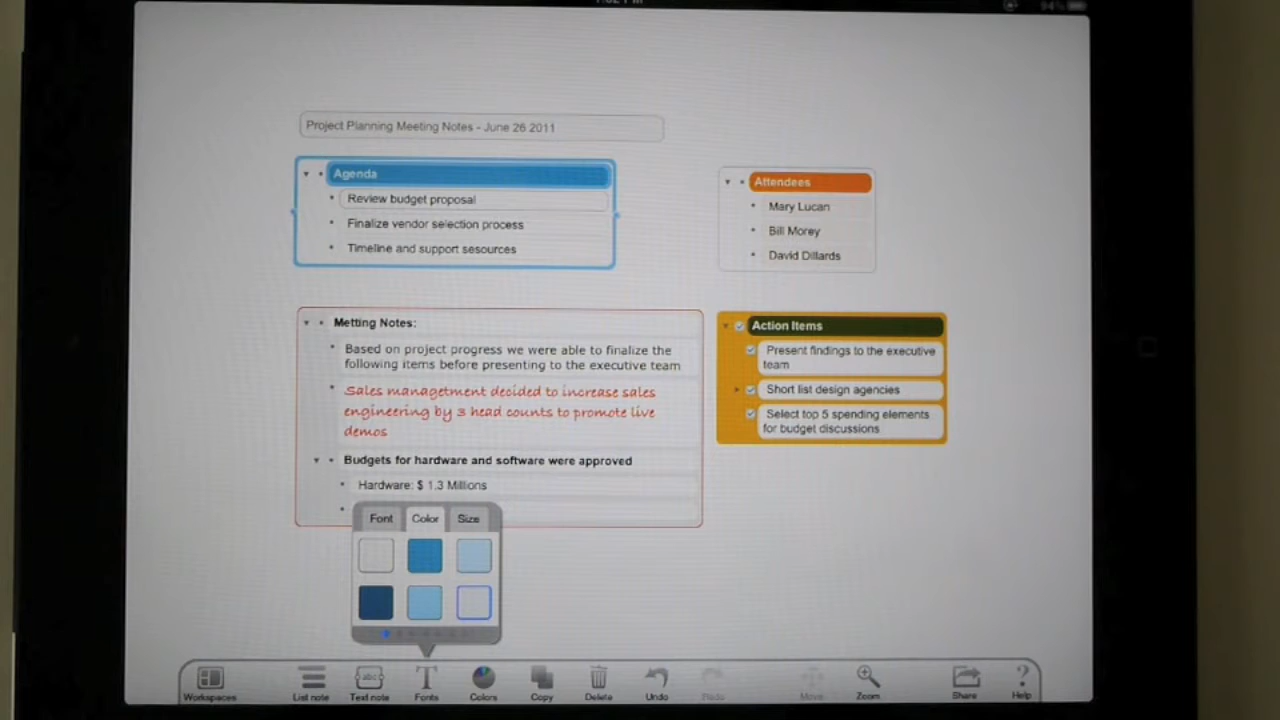 94%
Project Planning Meeting Notes - June 26 2011
Agenda
Review budget proposal
Finalize vendor selection process
Timeline and support sesources
Attendees
Mary Lucan
Bill Morey
David Dillards
Metting Notes:
Based on project progress we were able to finalize the
following items before presenting to the executive team
Sales managetment decided to increase sales
engineering by 3 head counts to promote live
demos
Budgets for hardware and software were approved
Hardware: $ 1.3 Millions
Action Items
Present findings to the executive
team
Short list design agencies
Select top 5 spending elements
for budget discussions
Font Color Size
abc
Workspaces List note Text note Fonts Colors Copy Delete Undo Redo Move Zoom Share Help